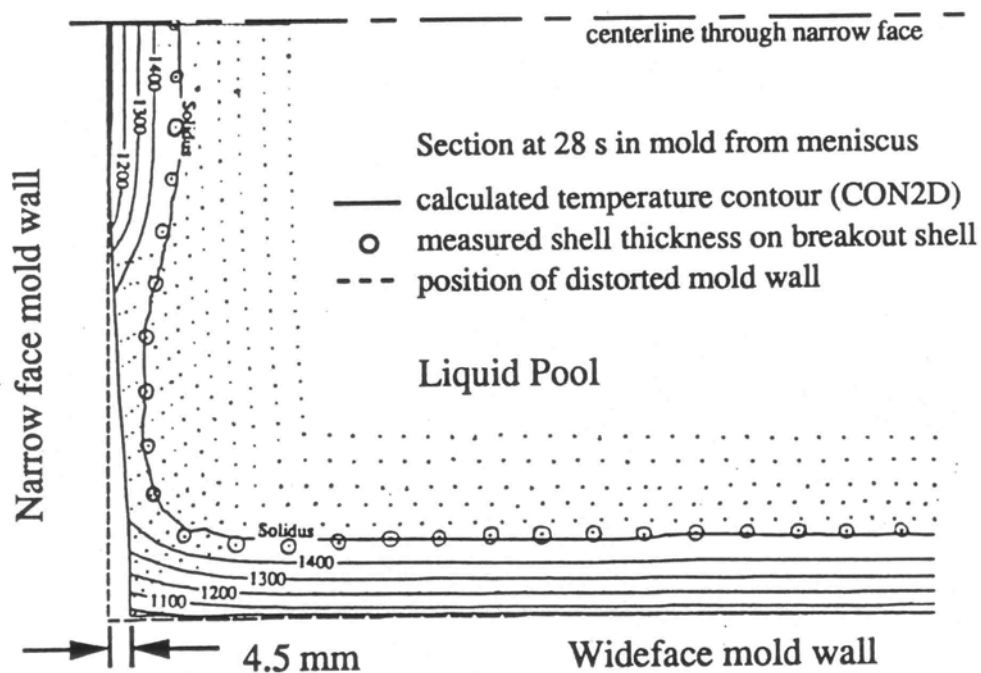 centerline through narrow face
1400
1300
1200
Solidus
Section at 28 s in mold from meniscus
calculated temperature contour (CON2D)
measured shell thickness on breakout shell
position of distorted mold wall
Narrow face mold wall
Liquid Pool
Solidus
1400
1300
1200
1100
4.5 mm
Wideface mold wall